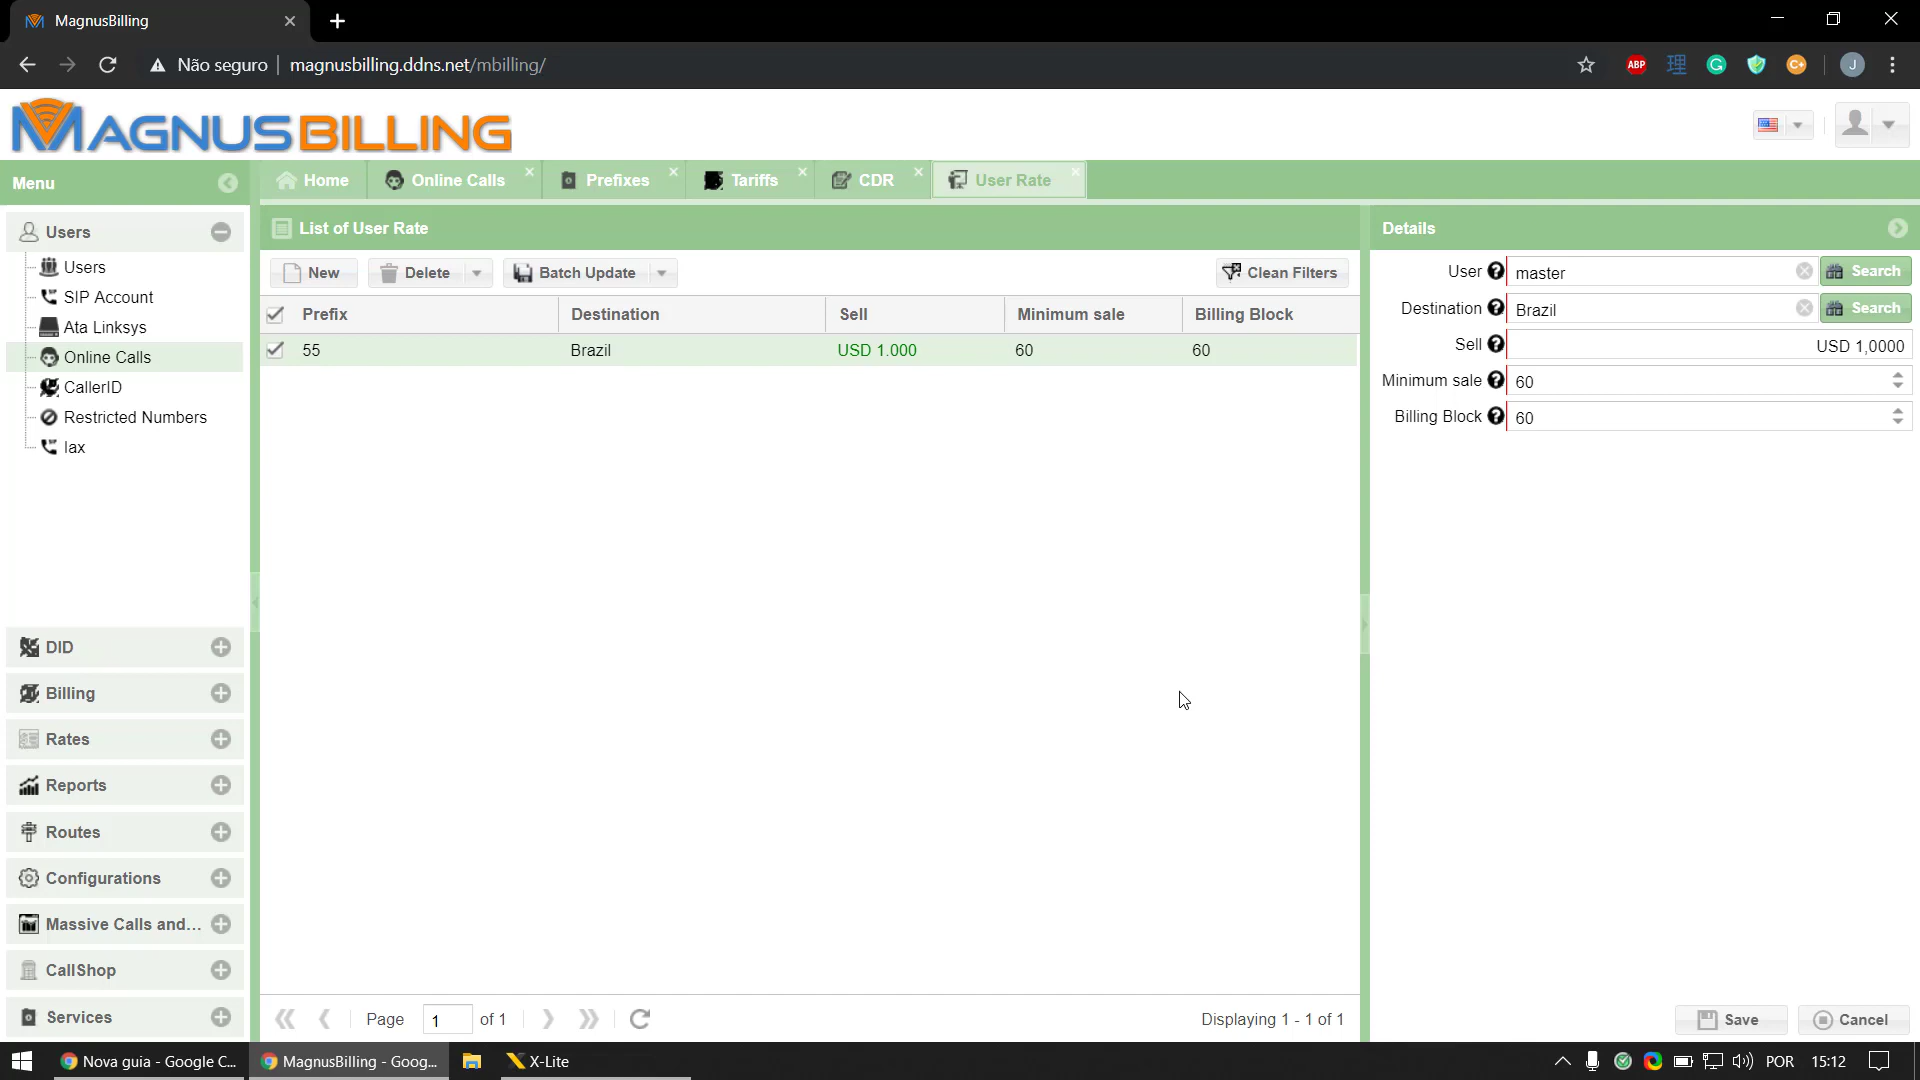 MagnusBilling
Não seguro
magnusbilling.ddns.net/mbilling/
ABP
J
MAGNUSBILLING
Menu
Home
Online Calls
Prefixes
Tariffs
CDR
User Rate
Users
Users
SIP Account
Ata Linksys
Online Calls
CallerID
Restricted Numbers
Iax
DID
Billing
Rates
Reports
Routes
Configurations
Massive Calls and...
CallShop
Services
List of User Rate
New
Delete
Batch Update
Clean Filters
Prefix Destination Sell Minimum sale Billing Block
55 Brazil USD 1.000 60 60
Page 1 of 1
Displaying 1 - 1 of 1
Details
User master Search
Destination Brazil Search
Sell USD 1,0000
Minimum sale 60
Billing Block 60
Save
Cancel
Nova guia - Google C...
MagnusBilling - Goog...
X-Lite
POR
15:12